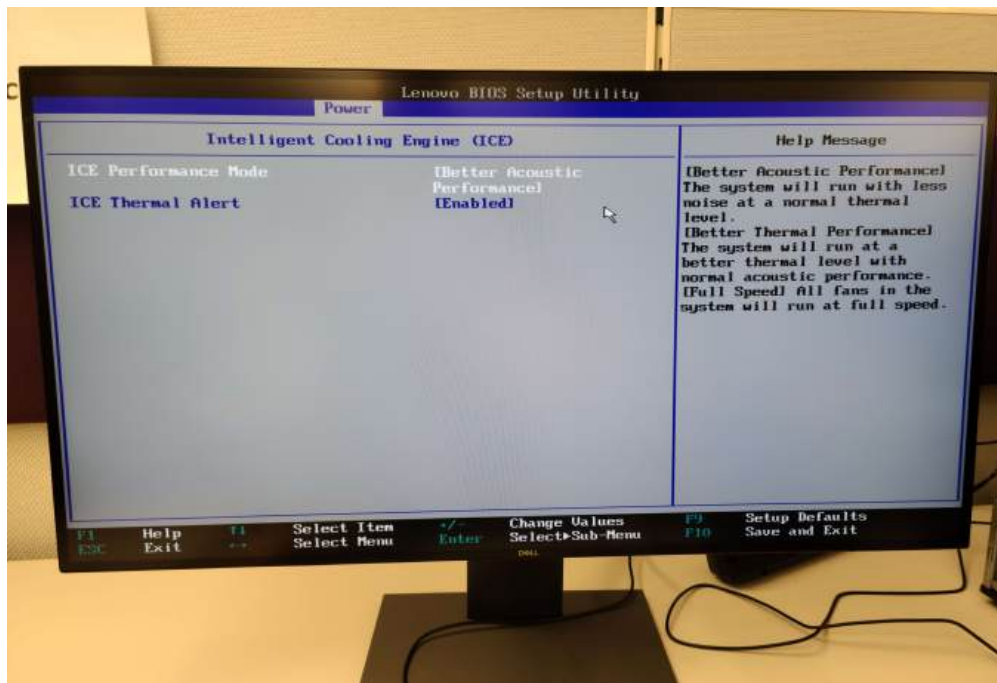 C
Lenovo BIOS Setup Utility
Power
Intelligent Cooling Engine (ICE)
ICE Performance Mode
[Better Acoustic
Performance]
ICE Thermal Alert
[Enabled]
Help Message
[Better Acoustic Performance]
The system will run with less
noise at a normal thermal
level.
[Better Thermal Performance]
The system will run at a
better thermal level with
normal acoustic performance.
[Full Speed] All fans in the
system will run at full speed.
F1 Help ↑↓ Select Item +/- Change Values F9 Setup Defaults
ESC Exit ↔ Select Menu Enter Select▶Sub-Menu F10 Save and Exit
DELL